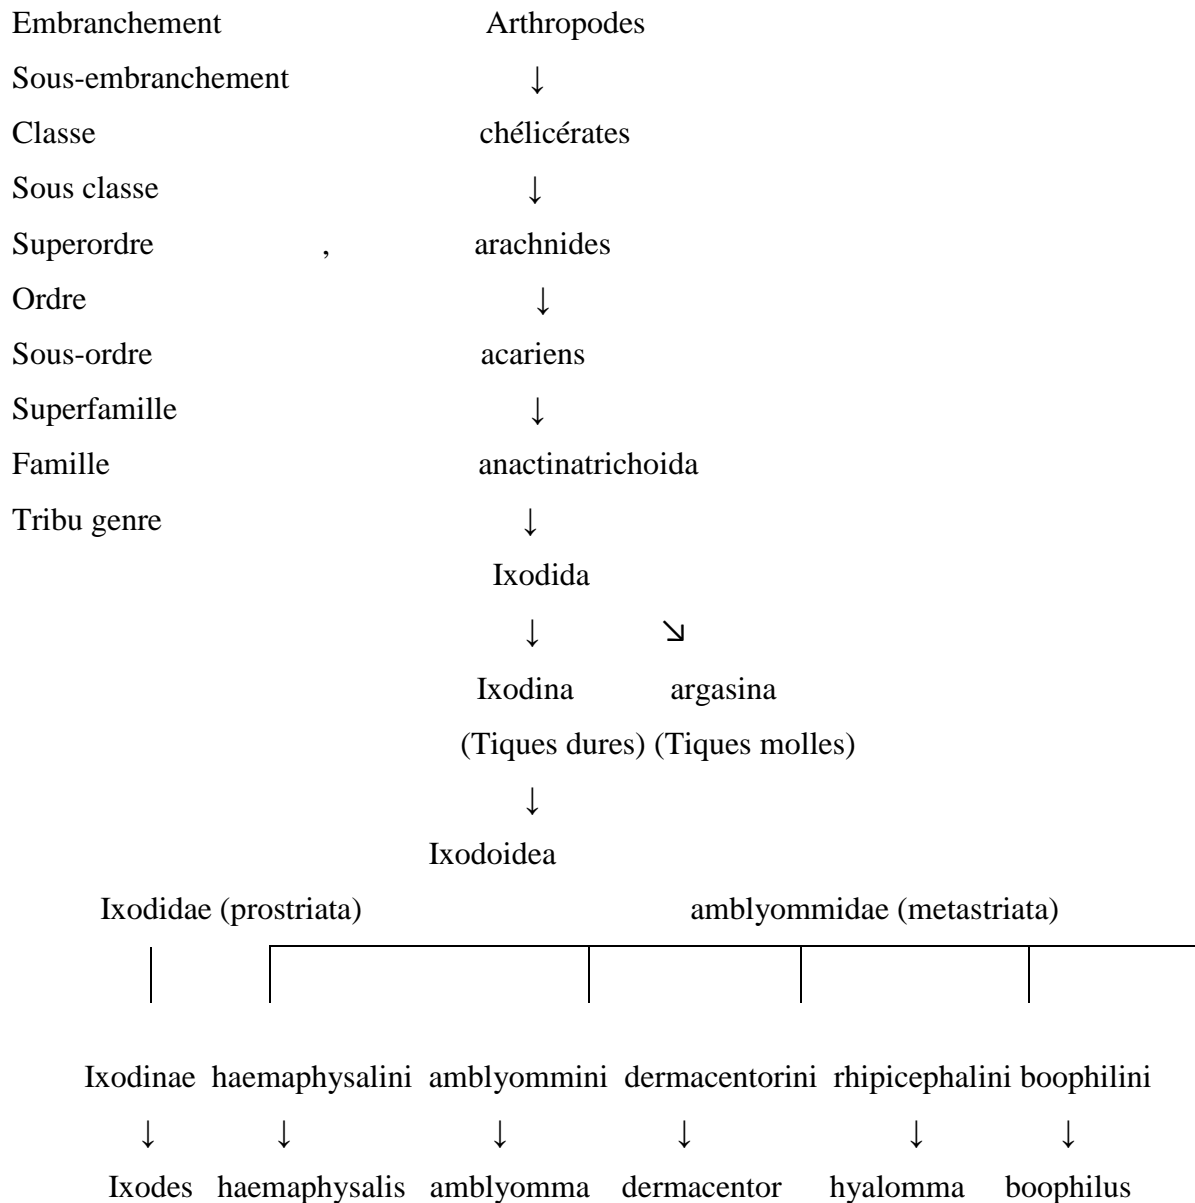 Embranchement Arthropodes
Sous-embranchement ↓
Classe chélicérates
Sous classe ↓
Superordre , arachnides
Ordre ↓
Sous-ordre acariens
Superfamille ↓
Famille anactinatrichoida
Tribu genre ↓
Ixodida
↓ ↘
Ixodina argasina
(Tiques dures) (Tiques molles)
↓
Ixodoidea
Ixodidae (prostriata) amblyommidae (metastriata)
Ixodinae haemaphysalini amblyommini dermacentorini rhipicephalini boophilini
↓ ↓ ↓ ↓ ↓ ↓
Ixodes haemaphysalis amblyomma dermacentor hyalomma boophilus